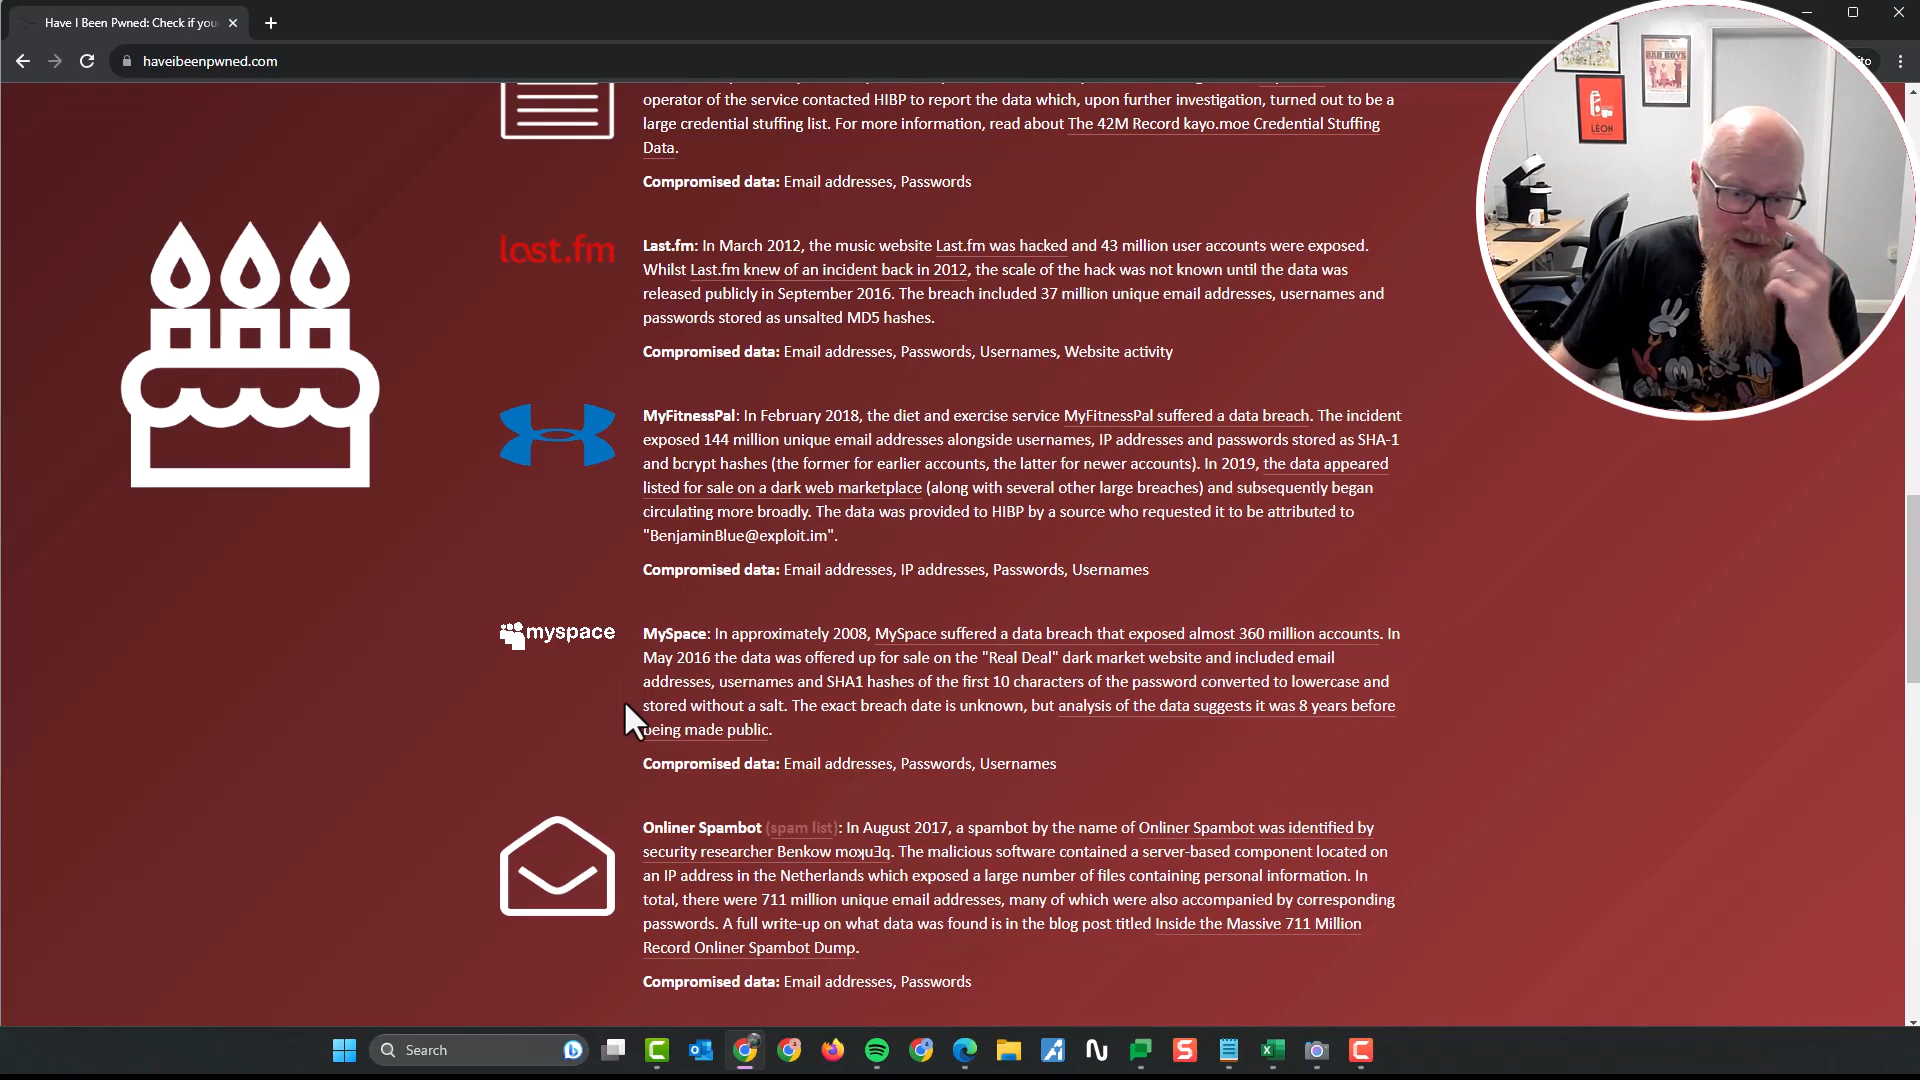 Have I Been Pwned: Check if you
haveibeenpwned.com
operator of the service contacted HIBP to report the data which, upon further investigation, turned out to be a
large credential stuffing list. For more information, read about The 42M Record kayo.moe Credential Stuffing
Data.
Compromised data: Email addresses, Passwords
last.fm
Last.fm: In March 2012, the music website Last.fm was hacked and 43 million user accounts were exposed.
Whilst Last.fm knew of an incident back in 2012, the scale of the hack was not known until the data was
released publicly in September 2016. The breach included 37 million unique email addresses, usernames and
passwords stored as unsalted MD5 hashes.
Compromised data: Email addresses, Passwords, Usernames, Website activity
MyFitnessPal: In February 2018, the diet and exercise service MyFitnessPal suffered a data breach. The incident
exposed 144 million unique email addresses alongside usernames, IP addresses and passwords stored as SHA-1
and bcrypt hashes (the former for earlier accounts, the latter for newer accounts). In 2019, the data appeared
listed for sale on a dark web marketplace (along with several other large breaches) and subsequently began
circulating more broadly. The data was provided to HIBP by a source who requested it to be attributed to
"BenjaminBlue@exploit.im".
Compromised data: Email addresses, IP addresses, Passwords, Usernames
myspace
MySpace: In approximately 2008, MySpace suffered a data breach that exposed almost 360 million accounts. In
May 2016 the data was offered up for sale on the "Real Deal" dark market website and included email
addresses, usernames and SHA1 hashes of the first 10 characters of the password converted to lowercase and
stored without a salt. The exact breach date is unknown, but analysis of the data suggests it was 8 years before
being made public.
Compromised data: Email addresses, Passwords, Usernames
Onliner Spambot (spam list): In August 2017, a spambot by the name of Onliner Spambot was identified by
security researcher Benkow moʞuƎq. The malicious software contained a server-based component located on
an IP address in the Netherlands which exposed a large number of files containing personal information. In
total, there were 711 million unique email addresses, many of which were also accompanied by corresponding
passwords. A full write-up on what data was found is in the blog post titled Inside the Massive 711 Million
Record Onliner Spambot Dump.
Compromised data: Email addresses, Passwords
BAD BOYS
LEON
Search